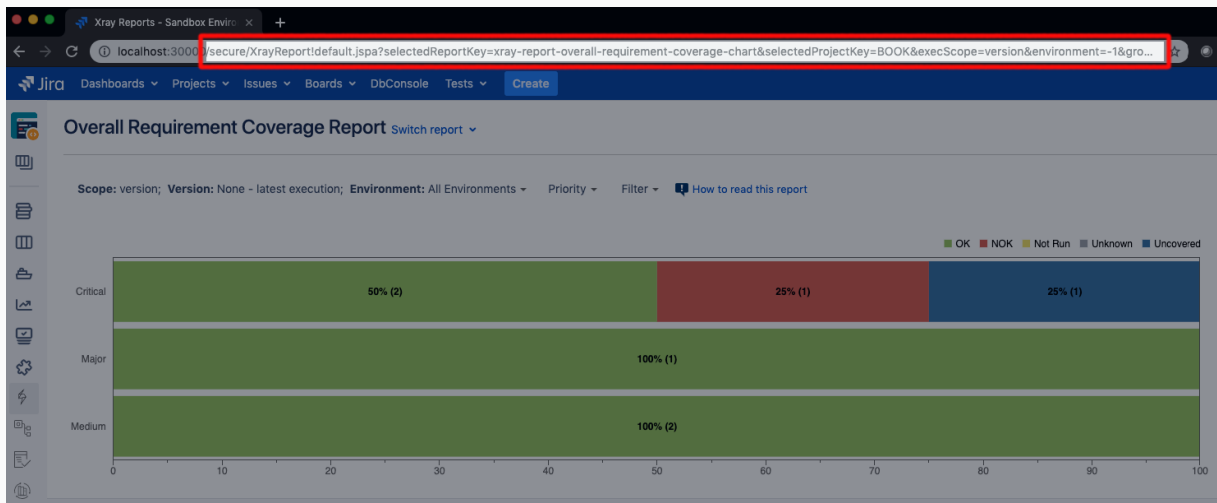 Xray Reports - Sandbox Enviro
localhost:3000/secure/XrayReport!default.jspa?selectedReportKey=xray-report-overall-requirement-coverage-chart&selectedProjectKey=BOOK&execScope=version&environment=-1&gro...
Jira Dashboards Projects Issues Boards DbConsole Tests Create
Overall Requirement Coverage Report Switch report
Scope: version; Version: None - latest execution; Environment: All Environments Priority Filter How to read this report
OK NOK Not Run Unknown Uncovered
Critical 50% (2) 25% (1) 25% (1)
Major 100% (1)
Medium 100% (2)
0 10 20 30 40 50 60 70 80 90 100